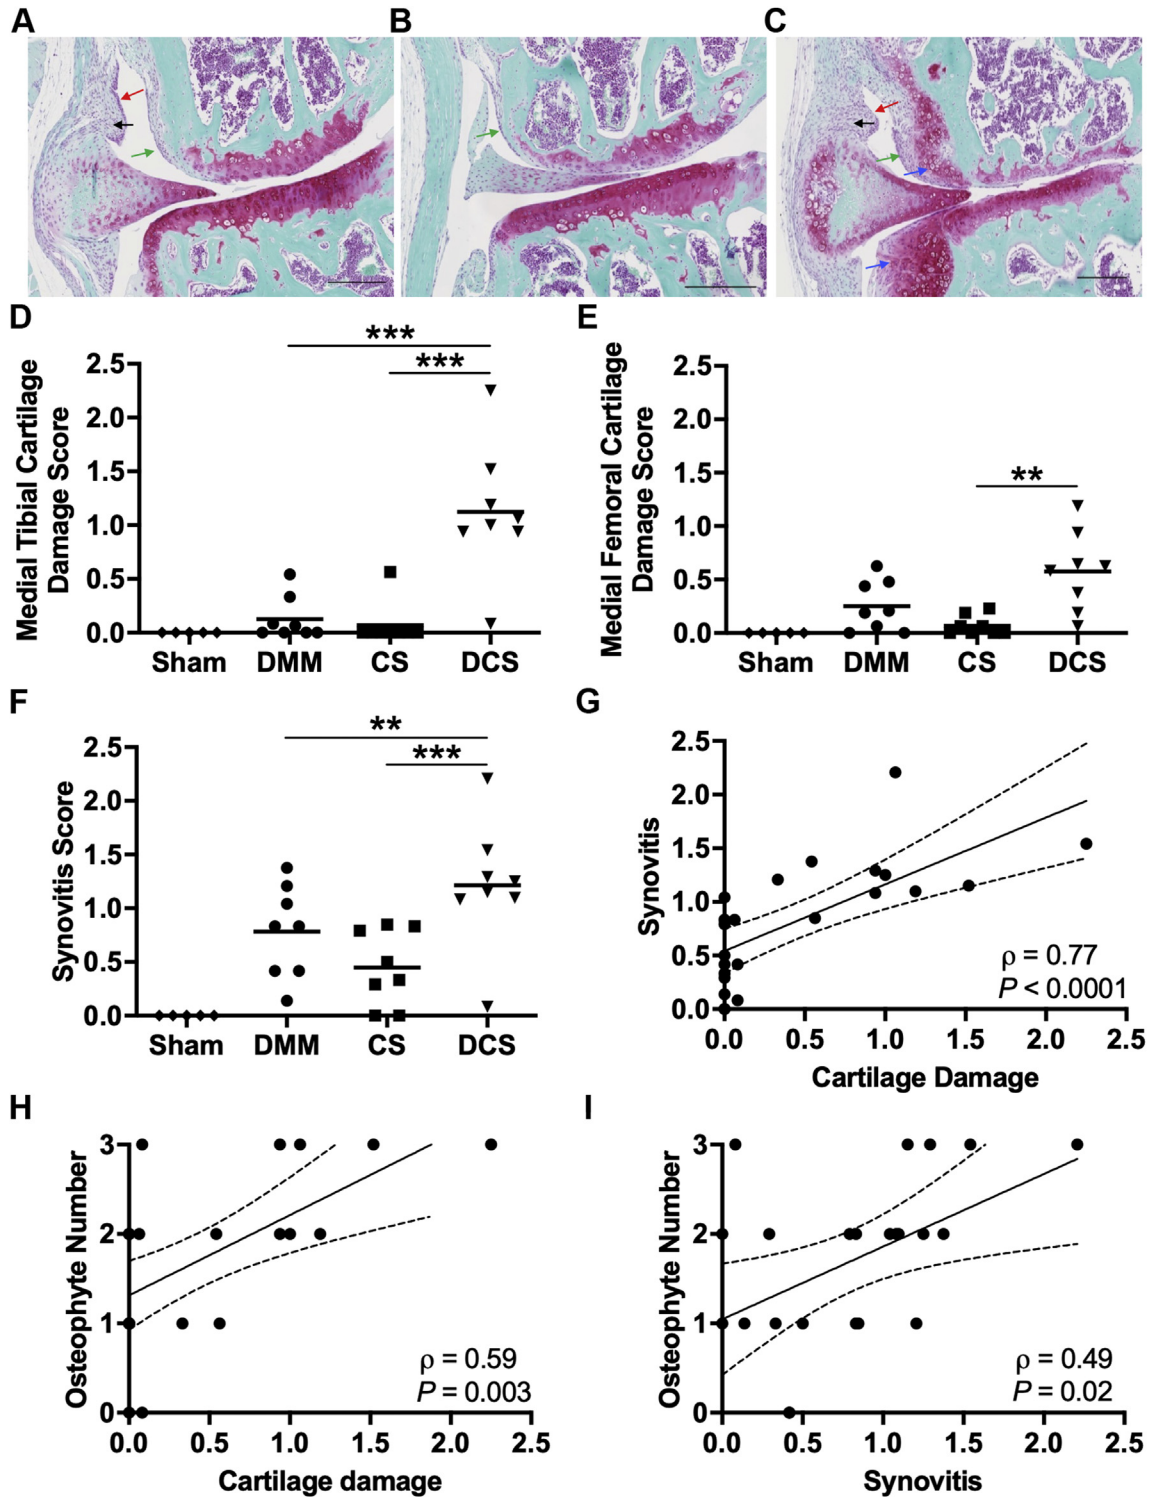 A
B
C
D
Medial Tibial Cartilage
Damage Score
2.5
2.0
1.5
1.0
0.5
0.0
***
***
Sham DMM CS DCS
E
Medial Femoral Cartilage
Damage Score
2.5
2.0
1.5
1.0
0.5
0.0
**
Sham DMM CS DCS
F
Synovitis Score
2.5
2.0
1.5
1.0
0.5
0.0
**
***
Sham DMM CS DCS
G
Synovitis
2.5
2.0
1.5
1.0
0.5
0.0
ρ = 0.77
P < 0.0001
0.0 0.5 1.0 1.5 2.0 2.5
Cartilage Damage
H
Osteophyte Number
3
2
1
0
ρ = 0.59
P = 0.003
0.0 0.5 1.0 1.5 2.0 2.5
Cartilage damage
I
Osteophyte Number
3
2
1
0
ρ = 0.49
P = 0.02
0.0 0.5 1.0 1.5 2.0 2.5
Synovitis